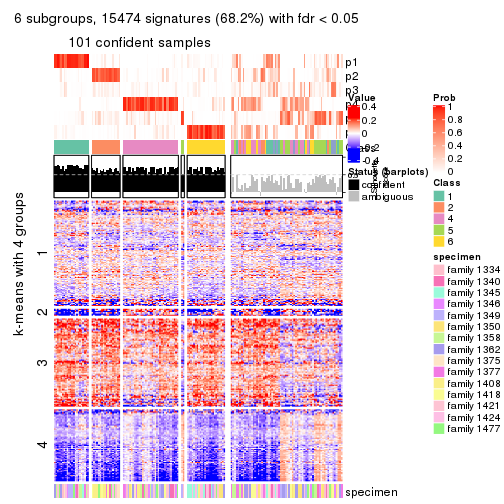 6 subgroups, 15474 signatures (68.2%) with fdr < 0.05
101 confident samples
p1
p2
p3
Value
0.4
0.2
0
-0.2
-0.4
Status (barplots)
confident
ambiguous
Prob
1
0.8
0.6
0.4
0.2
0
Class
1
2
4
5
6
specimen
family 1334
family 1340
family 1345
family 1346
family 1349
family 1350
family 1358
family 1362
family 1375
family 1377
family 1408
family 1418
family 1421
family 1424
family 1477
k-means with 4 groups
1
2
3
4
specimen